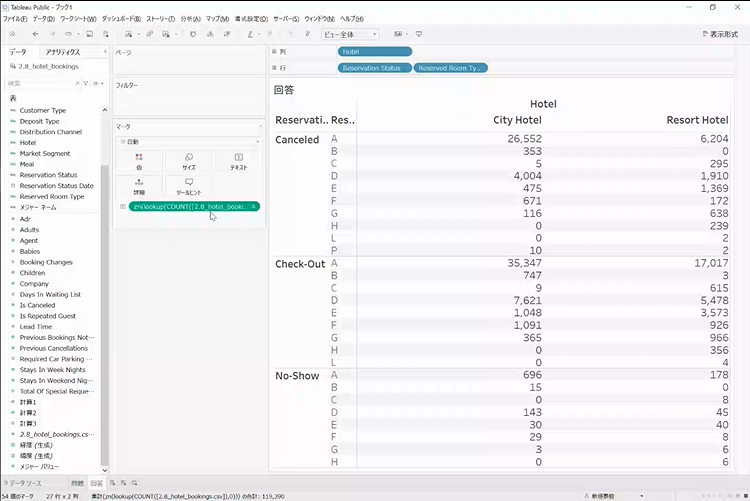 Tableau Public - ブック1
ファイル(F) データ(D) ワークシート(W) ダッシュボード(B) ストーリー(T) 分析(A) マップ(M) 書式設定(O) サーバー(S) ウィンドウ(N) ヘルプ(H)
ビュー全体
表示形式
データ アナリティクス
2.8_hotel_bookings
検索
表
Customer Type
Deposit Type
Distribution Channel
Hotel
Market Segment
Meal
Reservation Status
Reservation Status Date
Reserved Room Type
メジャー ネーム
Adr
Adults
Agent
Babies
Booking Changes
Children
Company
Days In Waiting List
Is Canceled
Is Repeated Guest
Lead Time
Previous Bookings Not…
Previous Cancellations
Required Car Parking …
Stays In Week Nights
Stays In Weekend Nig…
Total Of Special Reque…
計算1
計算2
計算3
2.8_hotel_bookings.cs…
経度 (生成)
緯度 (生成)
メジャー バリュー
ページ
フィルター
マーク
自動
色 サイズ テキスト
詳細 ツールヒント
zn(lookup(COUNT([2.8_hotel_booki..
列 Hotel
行 Reservation Status Reserved Room Ty..
回答
Hotel
Reservati.. Res.. City Hotel Resort Hotel
Canceled A 26,552 6,204
B 353 0
C 5 295
D 4,004 1,910
E 475 1,369
F 671 172
G 116 638
H 0 239
L 0 2
P 10 2
Check-Out A 35,347 17,017
B 747 3
C 9 615
D 7,621 5,478
E 1,048 3,573
F 1,091 926
G 365 966
H 0 356
L 0 4
No-Show A 696 178
B 15 0
C 0 8
D 143 45
E 30 40
F 29 8
G 3 6
H 0 6
データ ソース 問題 回答
54 個のマーク 27 行 x 2 列 集計(zn(lookup(COUNT([2.8_hotel_bookings.csv]),0))) の合計: 119,390